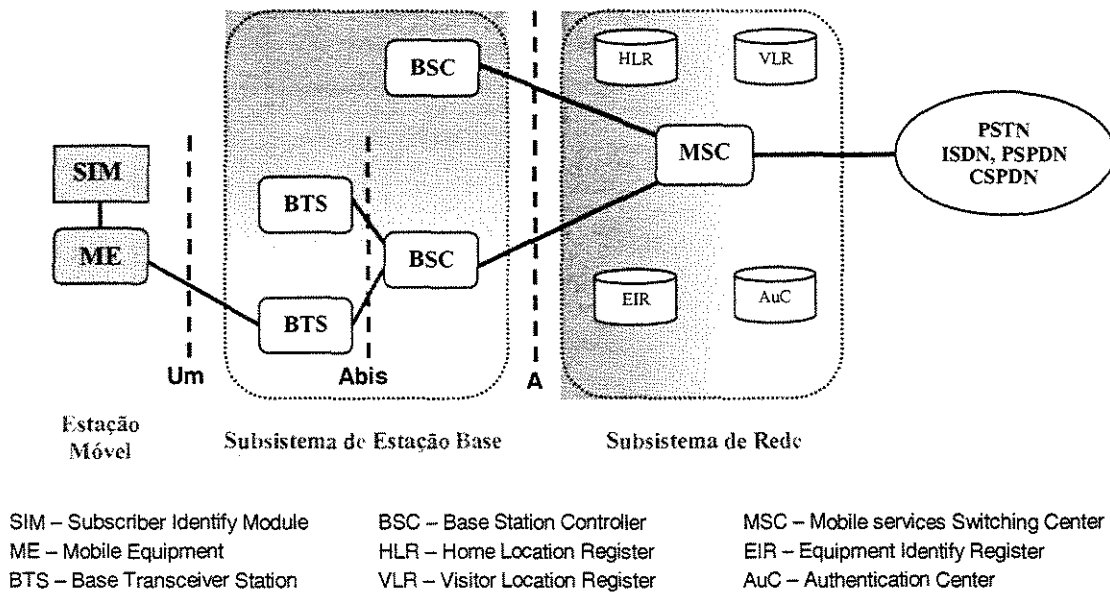 HLR
VLR
BSC
PSTN
ISDN, PSPDN
CSPDN
MSC
SIM
BTS
ME
BSC
BTS
EIR
AuC
Um
Abis
A
Estação
Móvel
Subsistema de Estação Base
Subsistema de Rede
SIM – Subscriber Identify Module
BSC – Base Station Controller
MSC – Mobile services Switching Center
ME – Mobile Equipment
HLR – Home Location Register
EIR – Equipment Identify Register
BTS – Base Transceiver Station
VLR – Visitor Location Register
AuC – Authentication Center